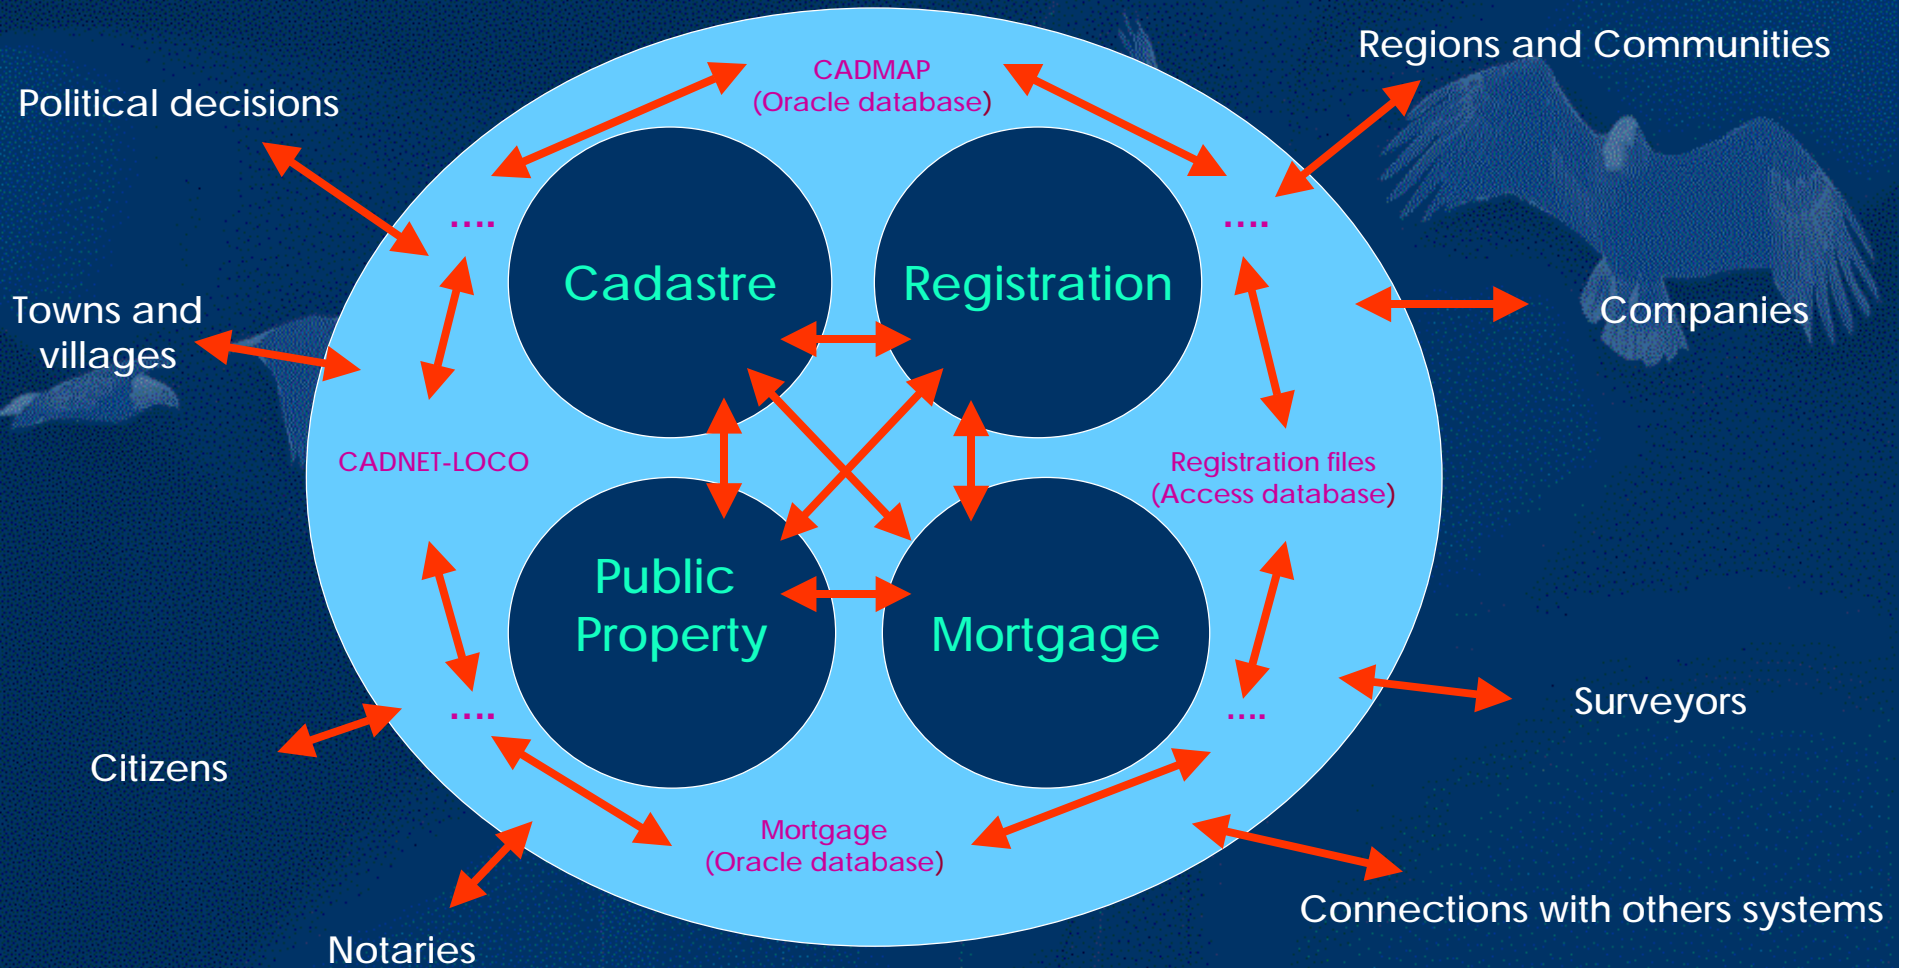 Regions and Communities
CADMAP
(Oracle database)
Political decisions
....
....
Cadastre
Registration
Towns and
villages
Companies
CADNET-LOCO
Registration files
(Access database)
Public
Property
Mortgage
....
....
Surveyors
Citizens
Mortgage
(Oracle database)
Connections with others systems
Notaries